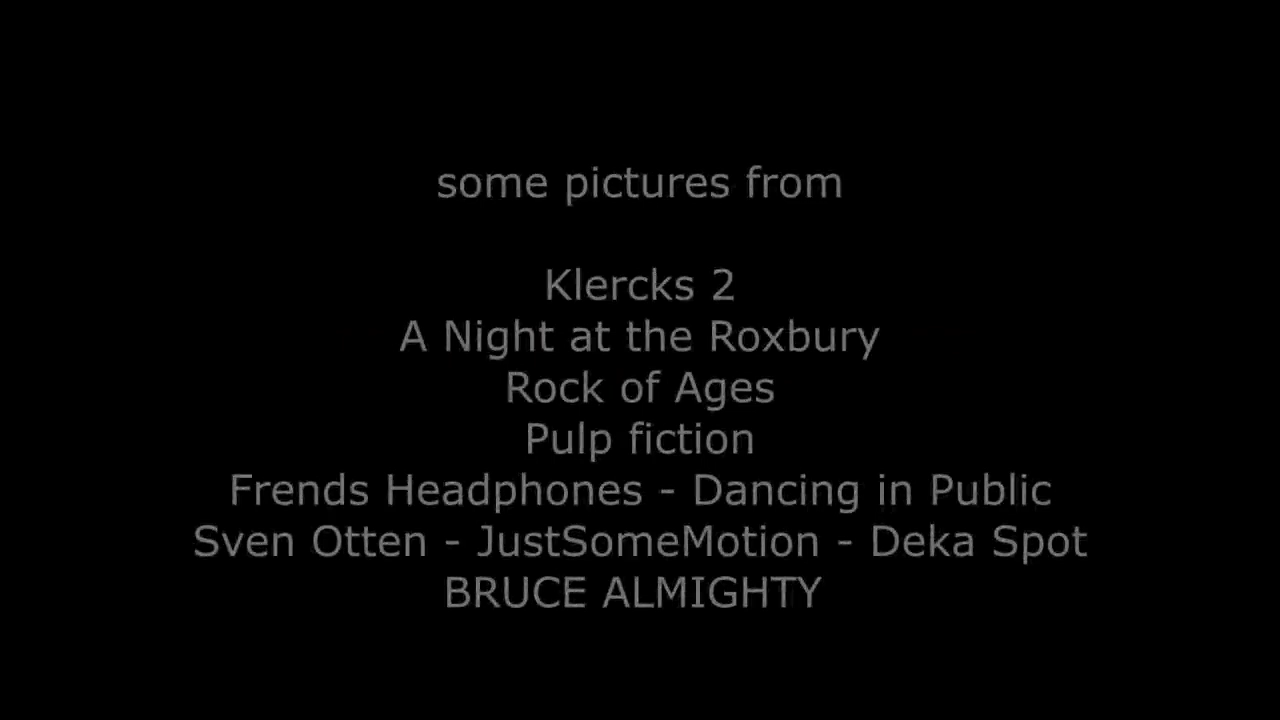 some pictures from
Klercks 2
A Night at the Roxbury
Rock of Ages
Pulp fiction
Frends Headphones - Dancing in Public
Sven Otten - JustSomeMotion - Deka Spot
BRUCE ALMIGHTY